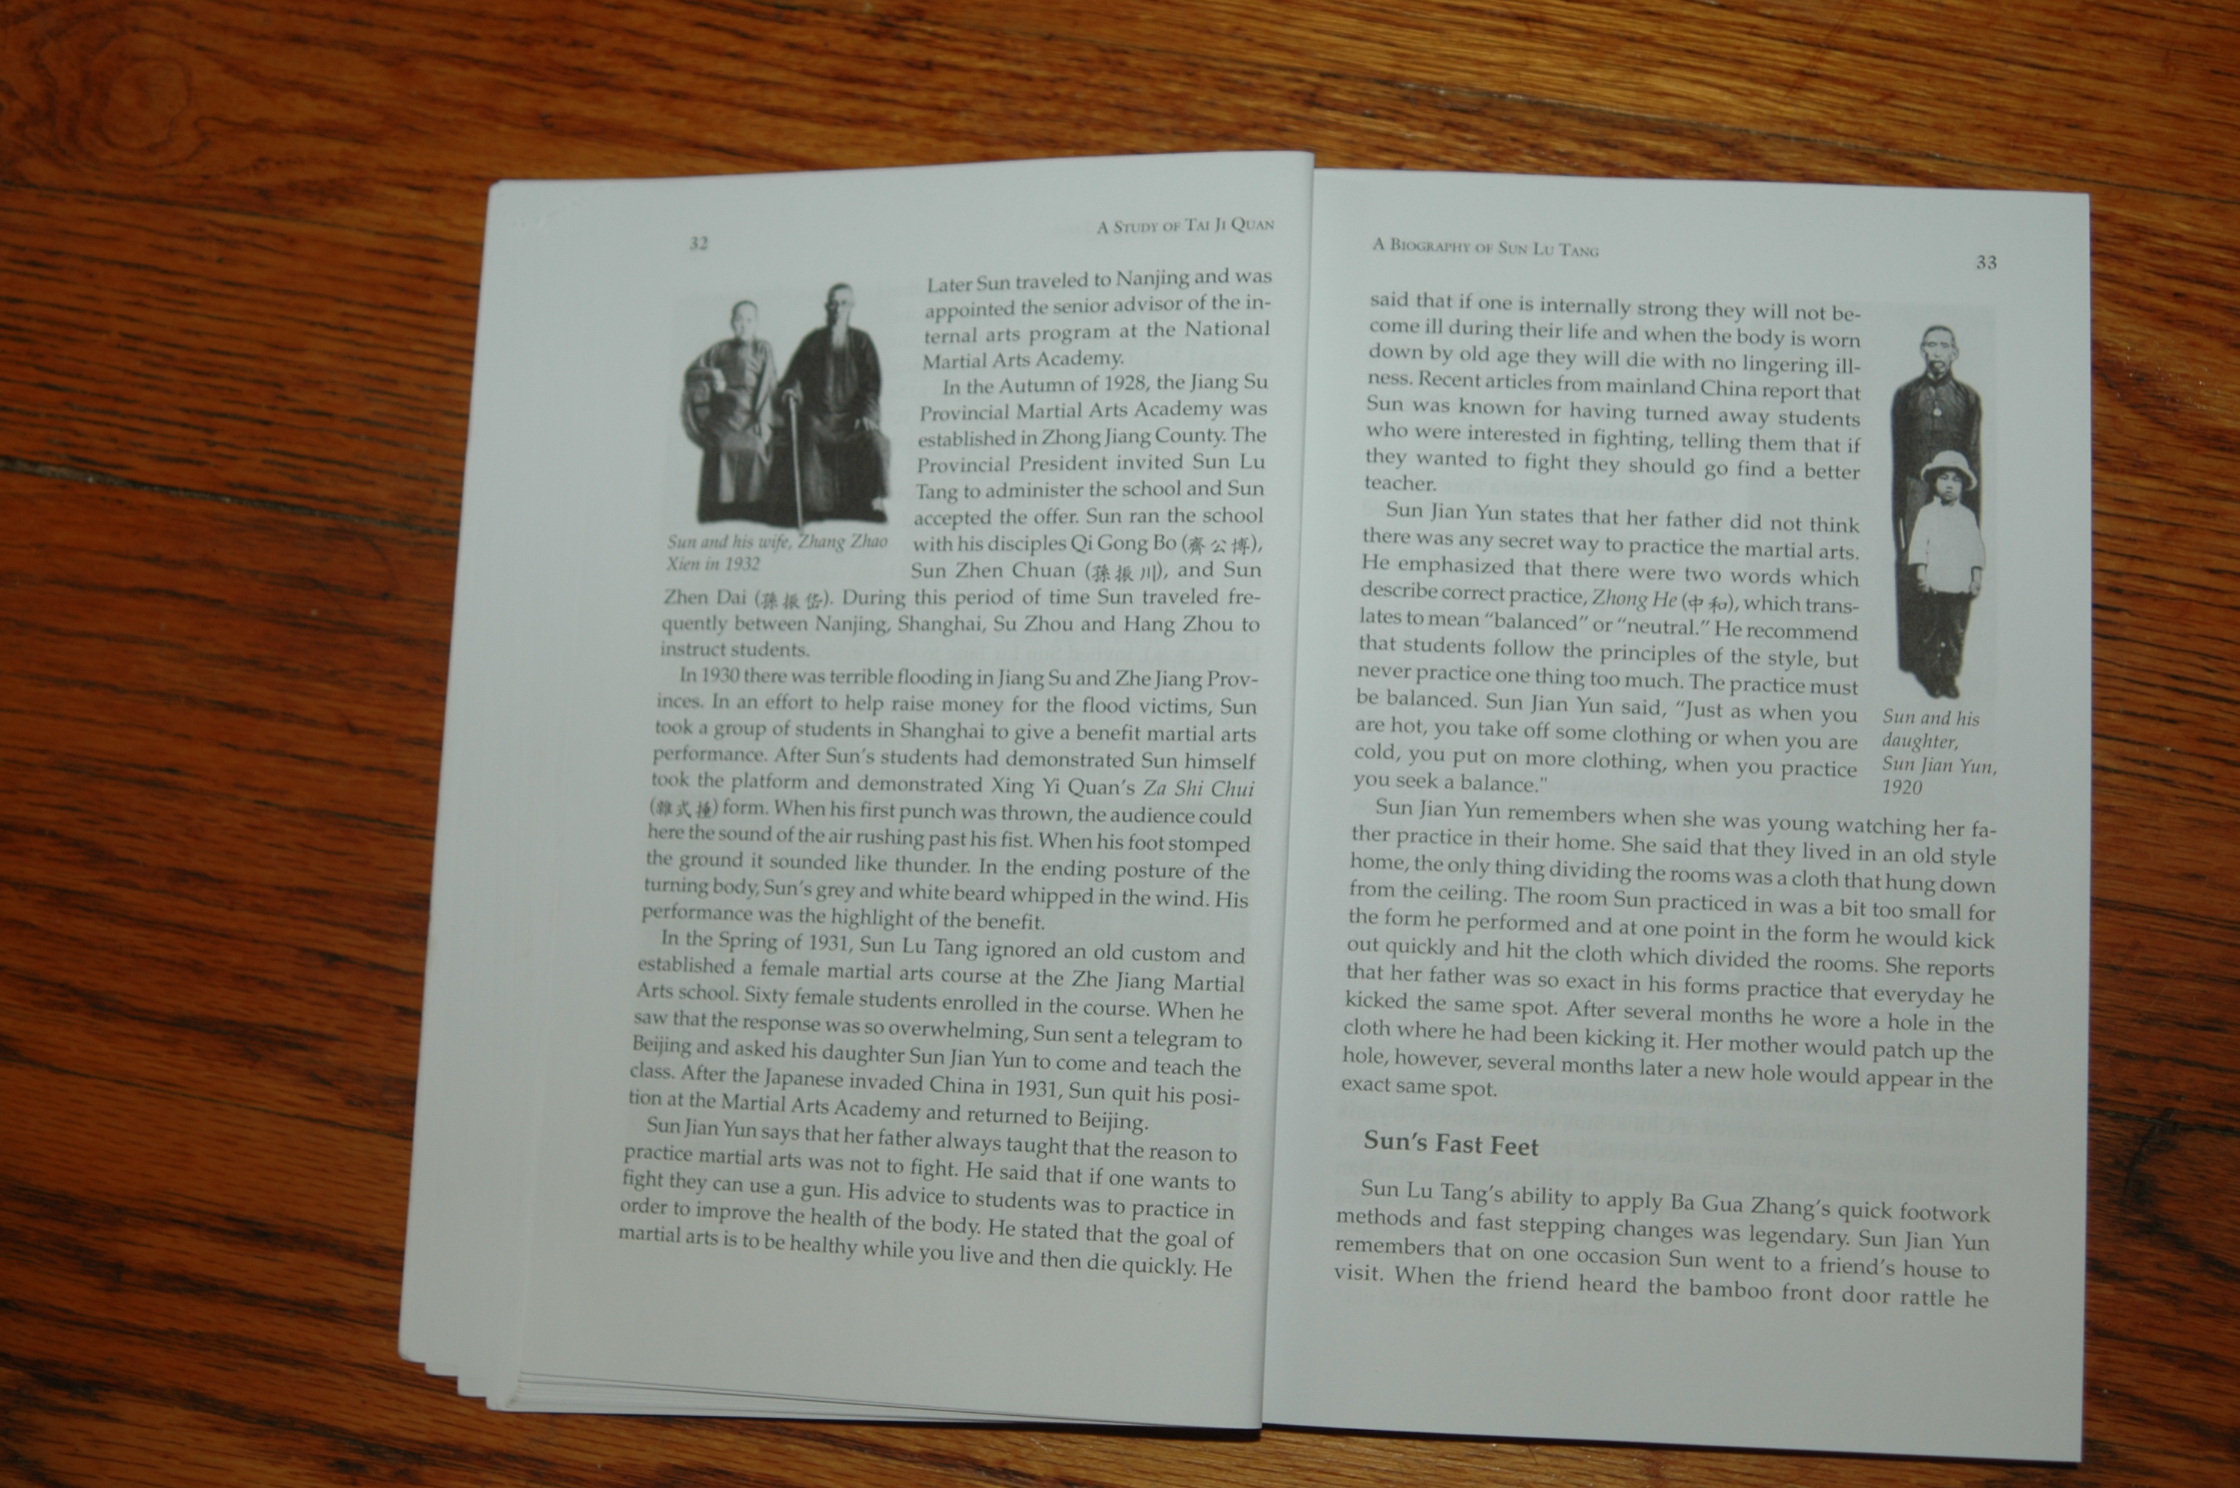 32
A STUDY OF TAI JI QUAN
Later Sun traveled to Nanjing and was
appointed the senior advisor of the in-
ternal arts program at the National
Martial Arts Academy.
In the Autumn of 1928, the Jiang Su
Provincial Martial Arts Academy was
established in Zhong Jiang County. The
Provincial President invited Sun Lu
Tang to administer the school and Sun
accepted the offer. Sun ran the school
with his disciples Qi Gong Bo (齊公博),
Sun Zhen Chuan (孫振川), and Sun
Sun and his wife, Zhang Zhao
Xien in 1932
Zhen Dai (孫振岱). During this period of time Sun traveled fre-
quently between Nanjing, Shanghai, Su Zhou and Hang Zhou to
instruct students.
In 1930 there was terrible flooding in Jiang Su and Zhe Jiang Prov-
inces. In an effort to help raise money for the flood victims, Sun
took a group of students in Shanghai to give a benefit martial arts
performance. After Sun's students had demonstrated Sun himself
took the platform and demonstrated Xing Yi Quan's Za Shi Chui
(雜式捶) form. When his first punch was thrown, the audience could
here the sound of the air rushing past his fist. When his foot stomped
the ground it sounded like thunder. In the ending posture of the
turning body, Sun's grey and white beard whipped in the wind. His
performance was the highlight of the benefit.
In the Spring of 1931, Sun Lu Tang ignored an old custom and
established a female martial arts course at the Zhe Jiang Martial
Arts school. Sixty female students enrolled in the course. When he
saw that the response was so overwhelming, Sun sent a telegram to
Beijing and asked his daughter Sun Jian Yun to come and teach the
class. After the Japanese invaded China in 1931, Sun quit his posi-
tion at the Martial Arts Academy and returned to Beijing.
Sun Jian Yun says that her father always taught that the reason to
practice martial arts was not to fight. He said that if one wants to
fight they can use a gun. His advice to students was to practice in
order to improve the health of the body. He stated that the goal of
martial arts is to be healthy while you live and then die quickly. He
A BIOGRAPHY OF SUN LU TANG
33
said that if one is internally strong they will not be-
come ill during their life and when the body is worn
down by old age they will die with no lingering ill-
ness. Recent articles from mainland China report that
Sun was known for having turned away students
who were interested in fighting, telling them that if
they wanted to fight they should go find a better
teacher.
Sun Jian Yun states that her father did not think
there was any secret way to practice the martial arts.
He emphasized that there were two words which
describe correct practice, Zhong He (中和), which trans-
lates to mean "balanced" or "neutral." He recommend
that students follow the principles of the style, but
never practice one thing too much. The practice must
be balanced. Sun Jian Yun said, "Just as when you
are hot, you take off some clothing or when you are
cold, you put on more clothing, when you practice
you seek a balance."
Sun and his
daughter,
Sun Jian Yun,
1920
Sun Jian Yun remembers when she was young watching her fa-
ther practice in their home. She said that they lived in an old style
home, the only thing dividing the rooms was a cloth that hung down
from the ceiling. The room Sun practiced in was a bit too small for
the form he performed and at one point in the form he would kick
out quickly and hit the cloth which divided the rooms. She reports
that her father was so exact in his forms practice that everyday he
kicked the same spot. After several months he wore a hole in the
cloth where he had been kicking it. Her mother would patch up the
hole, however, several months later a new hole would appear in the
exact same spot.
Sun's Fast Feet
Sun Lu Tang's ability to apply Ba Gua Zhang's quick footwork
methods and fast stepping changes was legendary. Sun Jian Yun
remembers that on one occasion Sun went to a friend's house to
visit. When the friend heard the bamboo front door rattle he